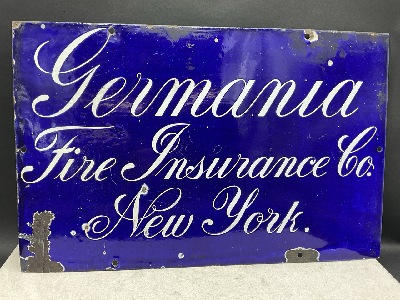 Germania
Fire Insurance Co.
New York.